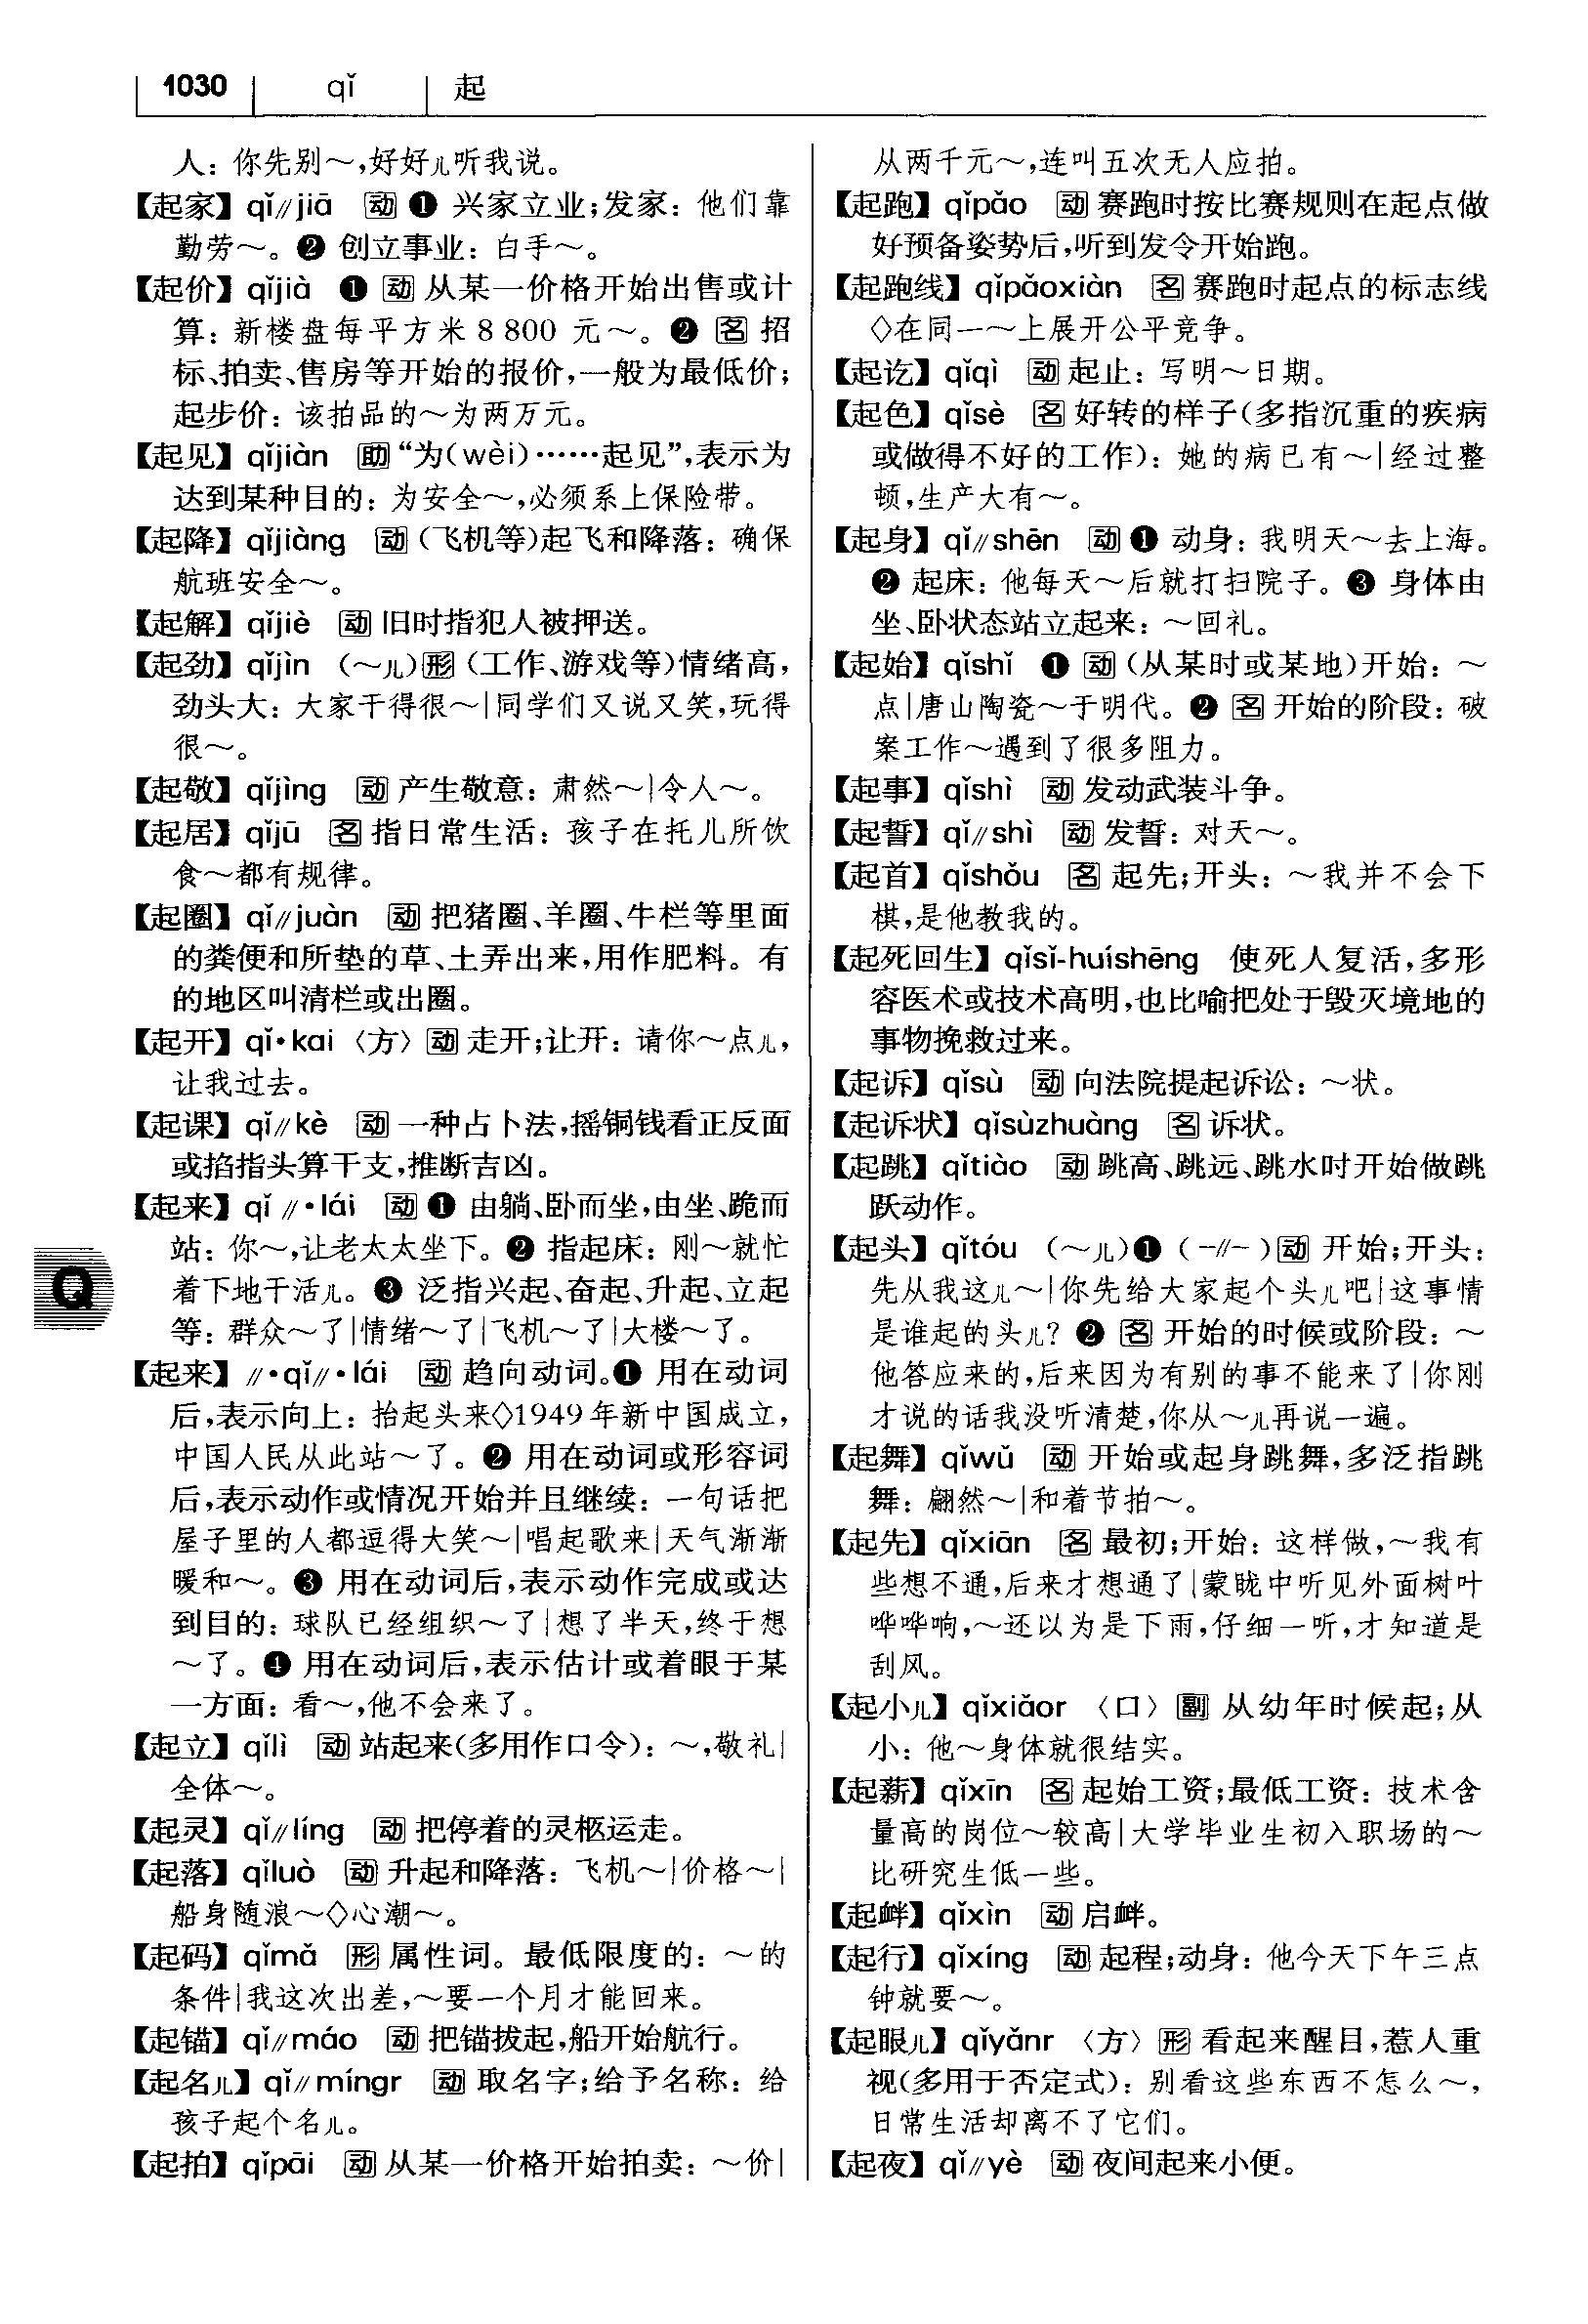 1030 qǐ 起
人：你先别～，好好儿听我说。
【起家】qǐ//jiā 动 ❶ 兴家立业；发家：他们靠
勤劳～。❷ 创立事业：白手～。
【起价】qǐjià ❶ 动 从某一价格开始出售或计
算：新楼盘每平方米 8 800 元～。❷ 名 招
标、拍卖、售房等开始的报价，一般为最低价；
起步价：该拍品的～为两万元。
【起见】qǐjiàn 助 “为(wèi)……起见”，表示为
达到某种目的：为安全～，必须系上保险带。
【起降】qǐjiàng 动 （飞机等）起飞和降落：确保
航班安全～。
【起解】qǐjiè 动 旧时指犯人被押送。
【起劲】qǐjìn （～儿）形 （工作、游戏等）情绪高，
劲头大：大家干得很～|同学们又说又笑，玩得
很～。
【起敬】qǐjìng 动 产生敬意：肃然～|令人～。
【起居】qǐjū 名 指日常生活：孩子在托儿所饮
食～都有规律。
【起圈】qǐ//juàn 动 把猪圈、羊圈、牛栏等里面
的粪便和所垫的草、土弄出来，用作肥料。有
的地区叫清栏或出圈。
【起开】qǐ•kai 〈方〉动 走开；让开：请你～点儿，
让我过去。
【起课】qǐ//kè 动 一种占卜法，摇铜钱看正反面
或掐指头算干支，推断吉凶。
【起来】qǐ//•lái 动 ❶ 由躺、卧而坐，由坐、跪而
站：你～，让老太太坐下。❷ 指起床：刚～就忙
着下地干活儿。❸ 泛指兴起、奋起、升起、立起
等：群众～了|情绪～了|飞机～了|大楼～了。
【起来】//•qǐ//•lái 动 趋向动词。❶ 用在动词
后，表示向上：抬起头来◇1949年新中国成立，
中国人民从此站～了。❷ 用在动词或形容词
后，表示动作或情况开始并且继续：一句话把
屋子里的人都逗得大笑～|唱起歌来|天气渐渐
暖和～。❸ 用在动词后，表示动作完成或达
到目的：球队已经组织～了|想了半天，终于想
～了。❹ 用在动词后，表示估计或着眼于某
一方面：看～，他不会来了。
【起立】qǐlì 动 站起来（多用作口令）：～，敬礼|
全体～。
【起灵】qǐ//líng 动 把停着的灵柩运走。
【起落】qǐluò 动 升起和降落：飞机～|价格～|
船身随浪～◇心潮～。
【起码】qǐmǎ 形 属性词。最低限度的：～的
条件|我这次出差，～要一个月才能回来。
【起锚】qǐ//máo 动 把锚拔起，船开始航行。
【起名儿】qǐ//míngr 动 取名字；给予名称：给
孩子起个名儿。
【起拍】qǐpāi 动 从某一价格开始拍卖：～价|
从两千元～，连叫五次无人应拍。
【起跑】qǐpǎo 动 赛跑时按比赛规则在起点做
好预备姿势后，听到发令开始跑。
【起跑线】qǐpǎoxiàn 名 赛跑时起点的标志线
◇在同一～上展开公平竞争。
【起讫】qǐqì 动 起止：写明～日期。
【起色】qǐsè 名 好转的样子（多指沉重的疾病
或做得不好的工作）：她的病已有～|经过整
顿，生产大有～。
【起身】qǐ//shēn 动 ❶ 动身：我明天～去上海。
❷ 起床：他每天～后就打扫院子。❸ 身体由
坐、卧状态站立起来：～回礼。
【起始】qǐshǐ ❶ 动 （从某时或某地）开始：～
点|唐山陶瓷～于明代。❷ 名 开始的阶段：破
案工作～遇到了很多阻力。
【起事】qǐshì 动 发动武装斗争。
【起誓】qǐ//shì 动 发誓：对天～。
【起首】qǐshǒu 名 起先；开头：～我并不会下
棋，是他教我的。
【起死回生】qǐsǐ-huíshēng 使死人复活，多形
容医术或技术高明，也比喻把处于毁灭境地的
事物挽救过来。
【起诉】qǐsù 动 向法院提起诉讼：～状。
【起诉状】qǐsùzhuàng 名 诉状。
【起跳】qǐtiào 动 跳高、跳远、跳水时开始做跳
跃动作。
【起头】qǐtóu （～儿）❶（-//-）动 开始；开头：
先从我这儿～|你先给大家起个头儿吧|这事情
是谁起的头儿？❷ 名 开始的时候或阶段：～
他答应来的，后来因为有别的事不能来了|你刚
才说的话我没听清楚，你从～儿再说一遍。
【起舞】qǐwǔ 动 开始或起身跳舞，多泛指跳
舞：翩然～|和着节拍～。
【起先】qǐxiān 名 最初；开始：这样做，～我有
些想不通，后来才想通了|蒙眬中听见外面树叶
哗哗响，～还以为是下雨，仔细一听，才知道是
刮风。
【起小儿】qǐxiǎor 〈口〉副 从幼年时候起；从
小：他～身体就很结实。
【起薪】qǐxīn 名 起始工资；最低工资：技术含
量高的岗位～较高|大学毕业生初入职场的～
比研究生低一些。
【起衅】qǐxìn 动 启衅。
【起行】qǐxíng 动 起程；动身：他今天下午三点
钟就要～。
【起眼儿】qǐyǎnr 〈方〉形 看起来醒目，惹人重
视（多用于否定式）：别看这些东西不怎么～，
日常生活却离不了它们。
【起夜】qǐ//yè 动 夜间起来小便。
Q